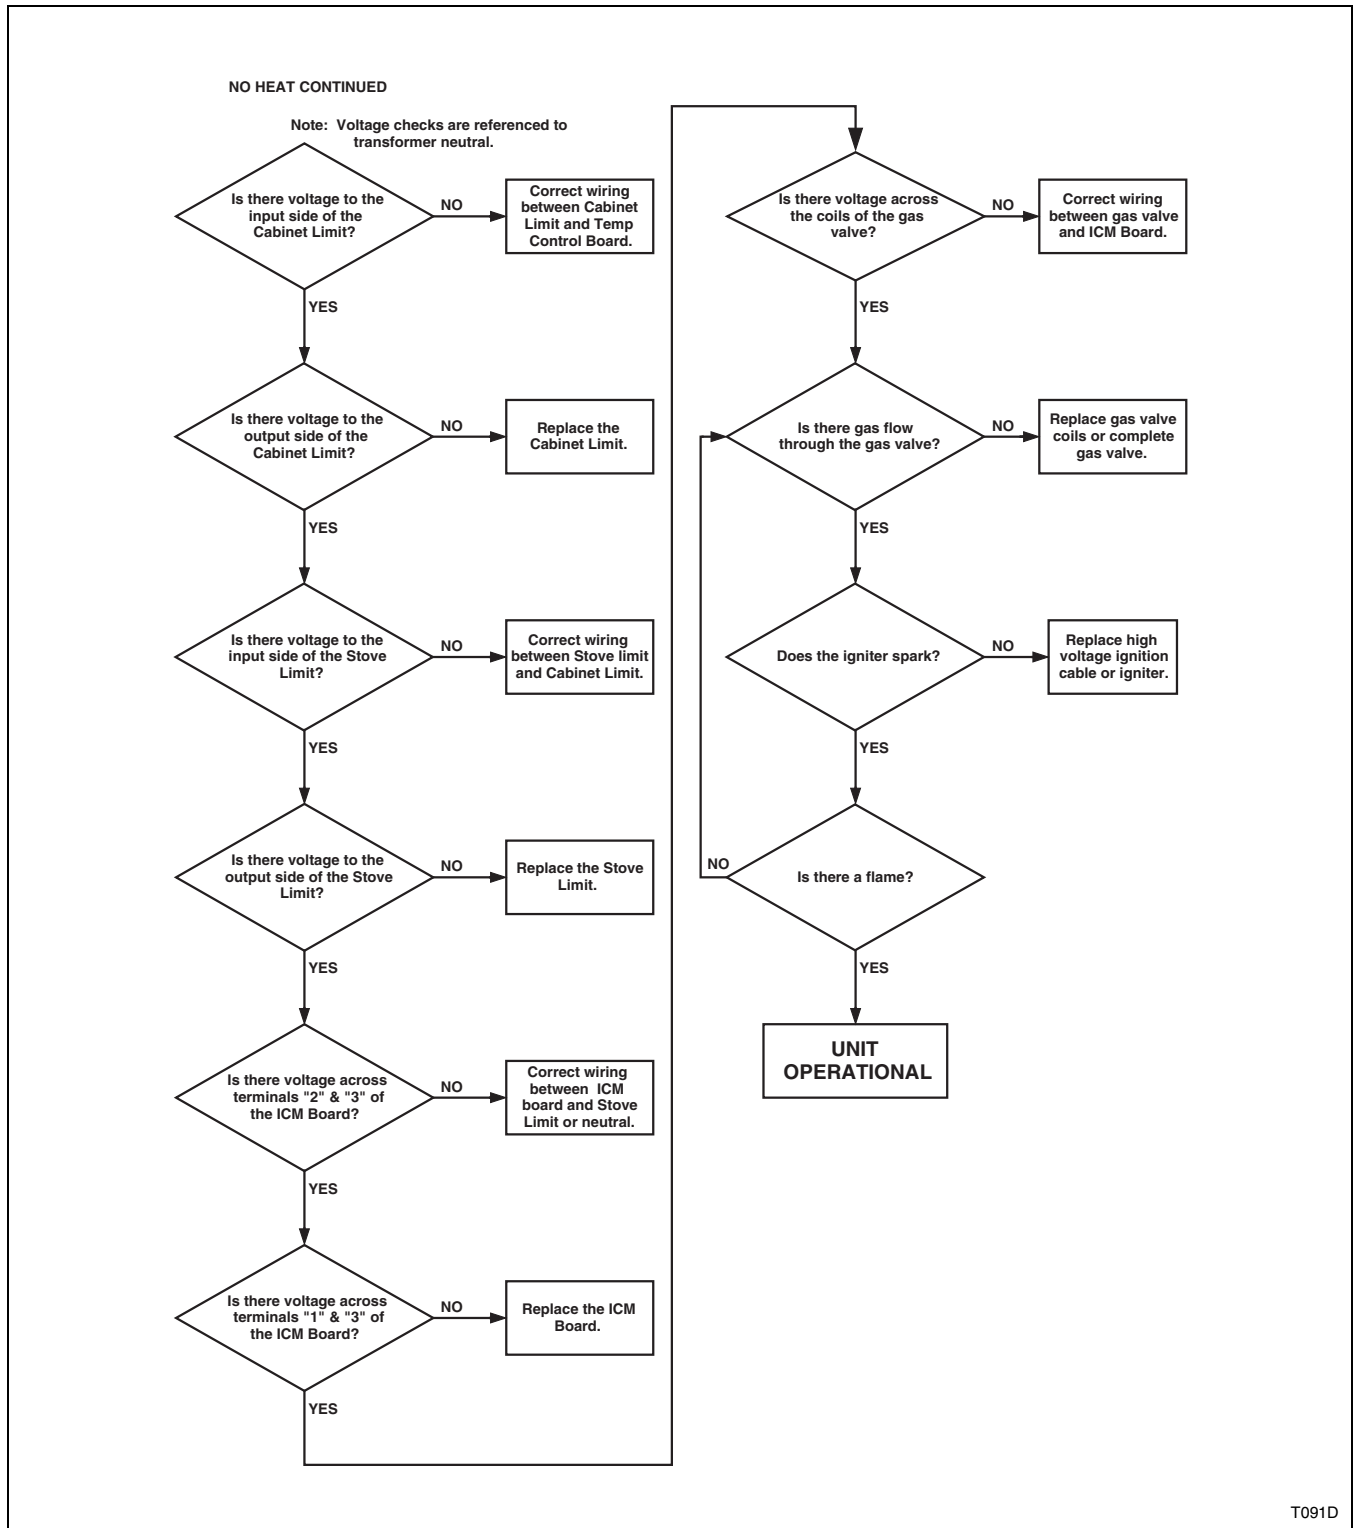 NO HEAT CONTINUED
Note: Voltage checks are referenced to
transformer neutral.
Is there voltage to the
input side of the
Cabinet Limit?
NO
Correct wiring
between Cabinet
Limit and Temp
Control Board.
YES
Is there voltage to the
output side of the
Cabinet Limit?
NO
Replace the
Cabinet Limit.
YES
Is there voltage to the
input side of the Stove
Limit?
NO
Correct wiring
between Stove limit
and Cabinet Limit.
YES
Is there voltage to the
output side of the Stove
Limit?
NO
Replace the Stove
Limit.
YES
Is there voltage across
terminals "2" & "3" of
the ICM Board?
NO
Correct wiring
between ICM
board and Stove
Limit or neutral.
YES
Is there voltage across
terminals "1" & "3" of
the ICM Board?
NO
Replace the ICM
Board.
YES
Is there voltage across
the coils of the gas
valve?
NO
Correct wiring
between gas valve
and ICM Board.
YES
Is there gas flow
through the gas valve?
NO
Replace gas valve
coils or complete
gas valve.
YES
Does the igniter spark?
NO
Replace high
voltage ignition
cable or igniter.
YES
Is there a flame?
NO
YES
UNIT
OPERATIONAL
T091D